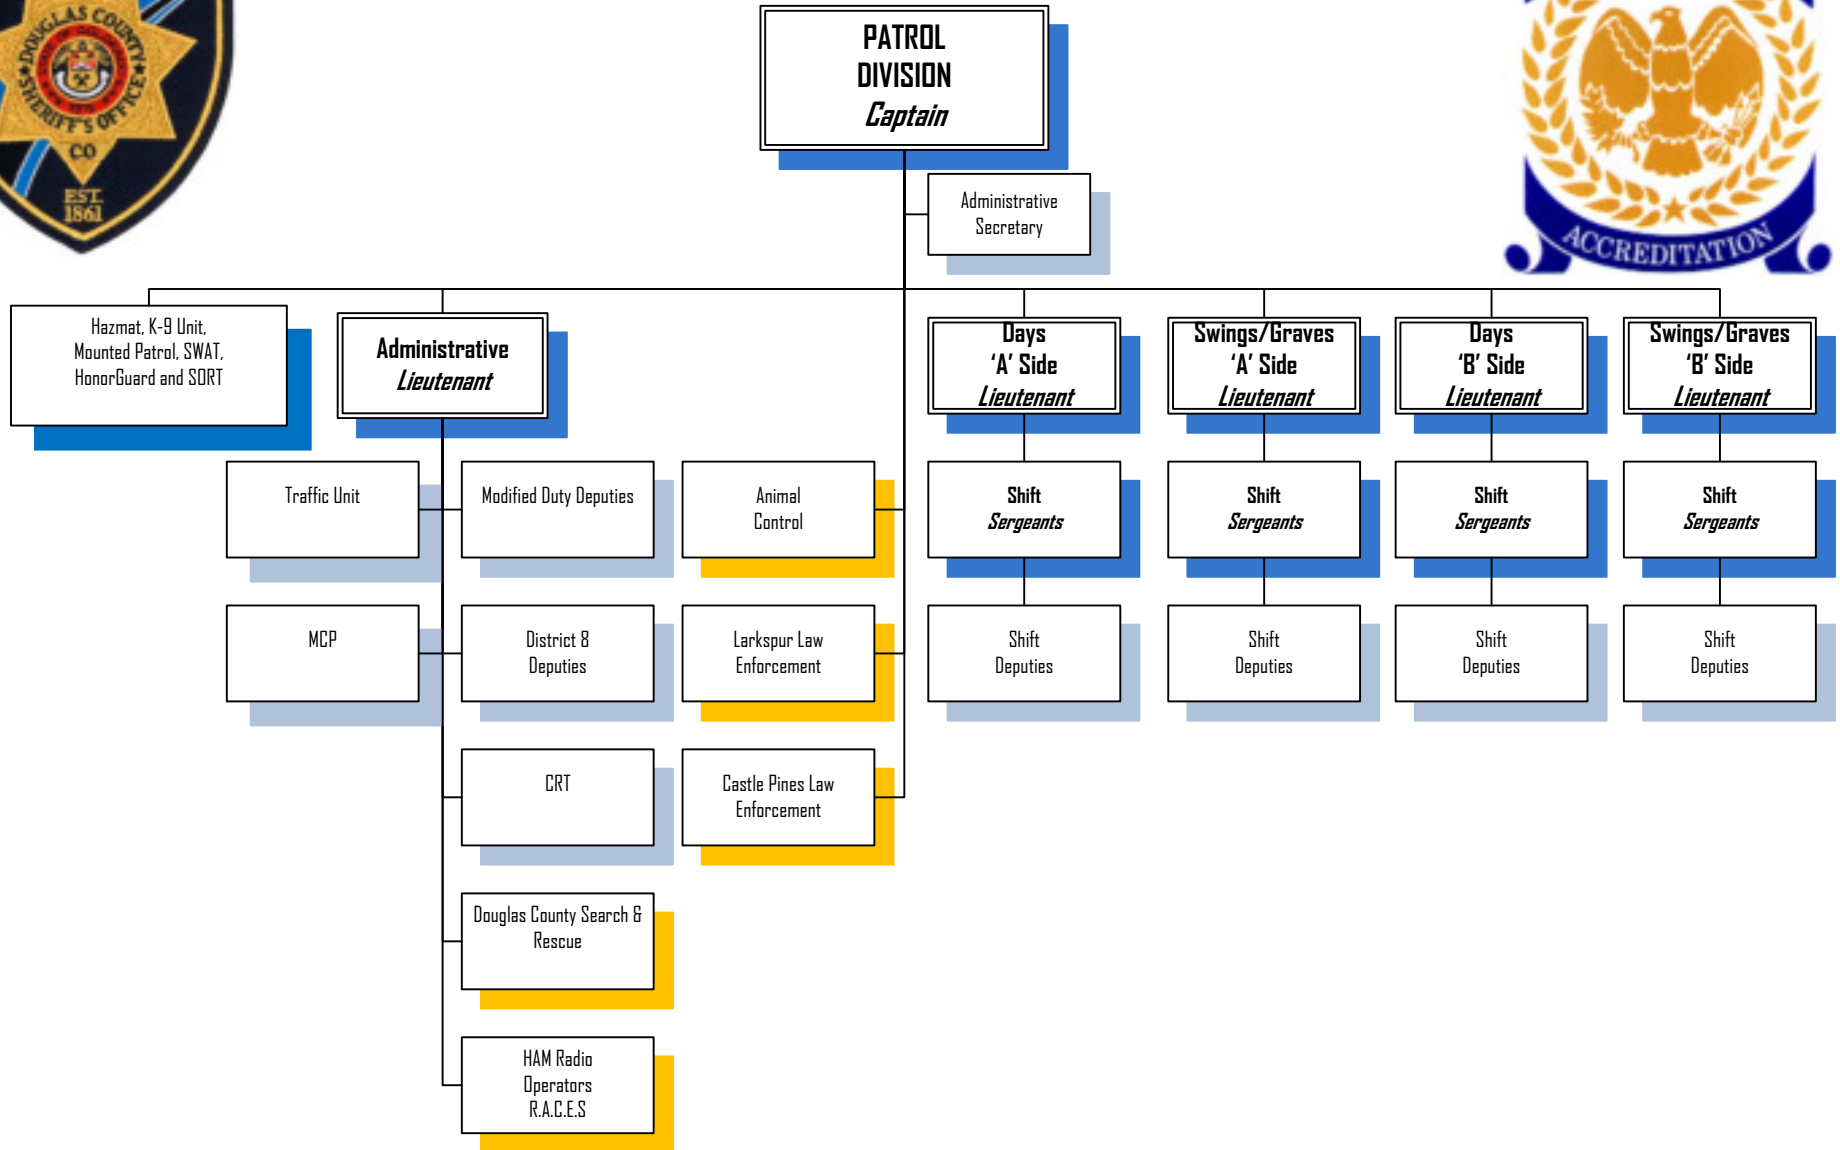 DOUGLAS COUNTY
SHERIFF'S OFFICE
CO
EST.
1861
PATROL
DIVISION
Captain
ACCREDITATION
Administrative
Secretary
Hazmat, K-9 Unit,
Mounted Patrol, SWAT,
HonorGuard and SORT
Administrative
Lieutenant
Days
‘A’ Side
Lieutenant
Swings/Graves
‘A’ Side
Lieutenant
Days
‘B’ Side
Lieutenant
Swings/Graves
‘B’ Side
Lieutenant
Traffic Unit
Modified Duty Deputies
Animal
Control
Shift
Sergeants
Shift
Sergeants
Shift
Sergeants
Shift
Sergeants
MCP
District 8
Deputies
Larkspur Law
Enforcement
Shift
Deputies
Shift
Deputies
Shift
Deputies
Shift
Deputies
CRT
Castle Pines Law
Enforcement
Douglas County Search &
Rescue
HAM Radio
Operators
R.A.C.E.S